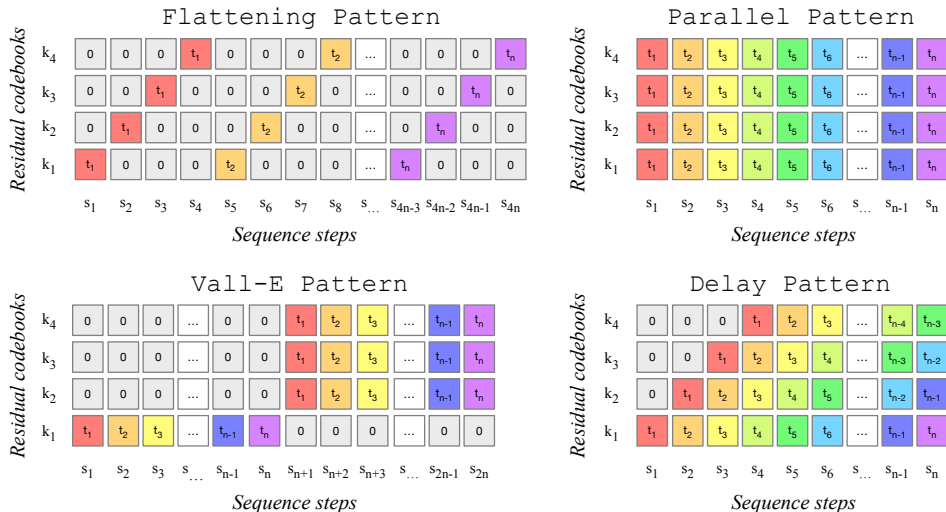 Flattening Pattern
Residual codebooks
k4 0 0 0 t1 0 0 0 t2 ... 0 0 tn
k3 0 0 t1 0 0 0 t2 0 ... 0 tn 0
k2 0 t1 0 0 0 t2 0 0 ... tn 0 0
k1 t1 0 0 0 t2 0 0 0 ... tn 0 0 0
s1 s2 s3 s4 s5 s6 s7 s8 s... s4n-3 s4n-2 s4n-1 s4n
Sequence steps
Parallel Pattern
Residual codebooks
k4 t1 t2 t3 t4 t5 t6 ... tn-1 tn
k3 t1 t2 t3 t4 t5 t6 ... tn-1 tn
k2 t1 t2 t3 t4 t5 t6 ... tn-1 tn
k1 t1 t2 t3 t4 t5 t6 ... tn-1 tn
s1 s2 s3 s4 s5 s6 s... sn-1 sn
Sequence steps
Vall-E Pattern
Residual codebooks
k4 0 0 0 ... 0 0 t1 t2 t3 ... tn-1 tn
k3 0 0 0 ... 0 0 t1 t2 t3 ... tn-1 tn
k2 0 0 0 ... 0 0 t1 t2 t3 ... tn-1 tn
k1 t1 t2 t3 ... tn-1 tn 0 0 0 ... 0 0
s1 s2 s3 s... sn-1 sn sn+1 sn+2 sn+3 s... s2n-1 s2n
Sequence steps
Delay Pattern
Residual codebooks
k4 0 0 0 t1 t2 t3 ... tn-4 tn-3
k3 0 0 t1 t2 t3 t4 ... tn-3 tn-2
k2 0 t1 t2 t3 t4 t5 ... tn-2 tn-1
k1 t1 t2 t3 t4 t5 t6 ... tn-1 tn
s1 s2 s3 s4 s5 s6 s... sn-1 sn
Sequence steps